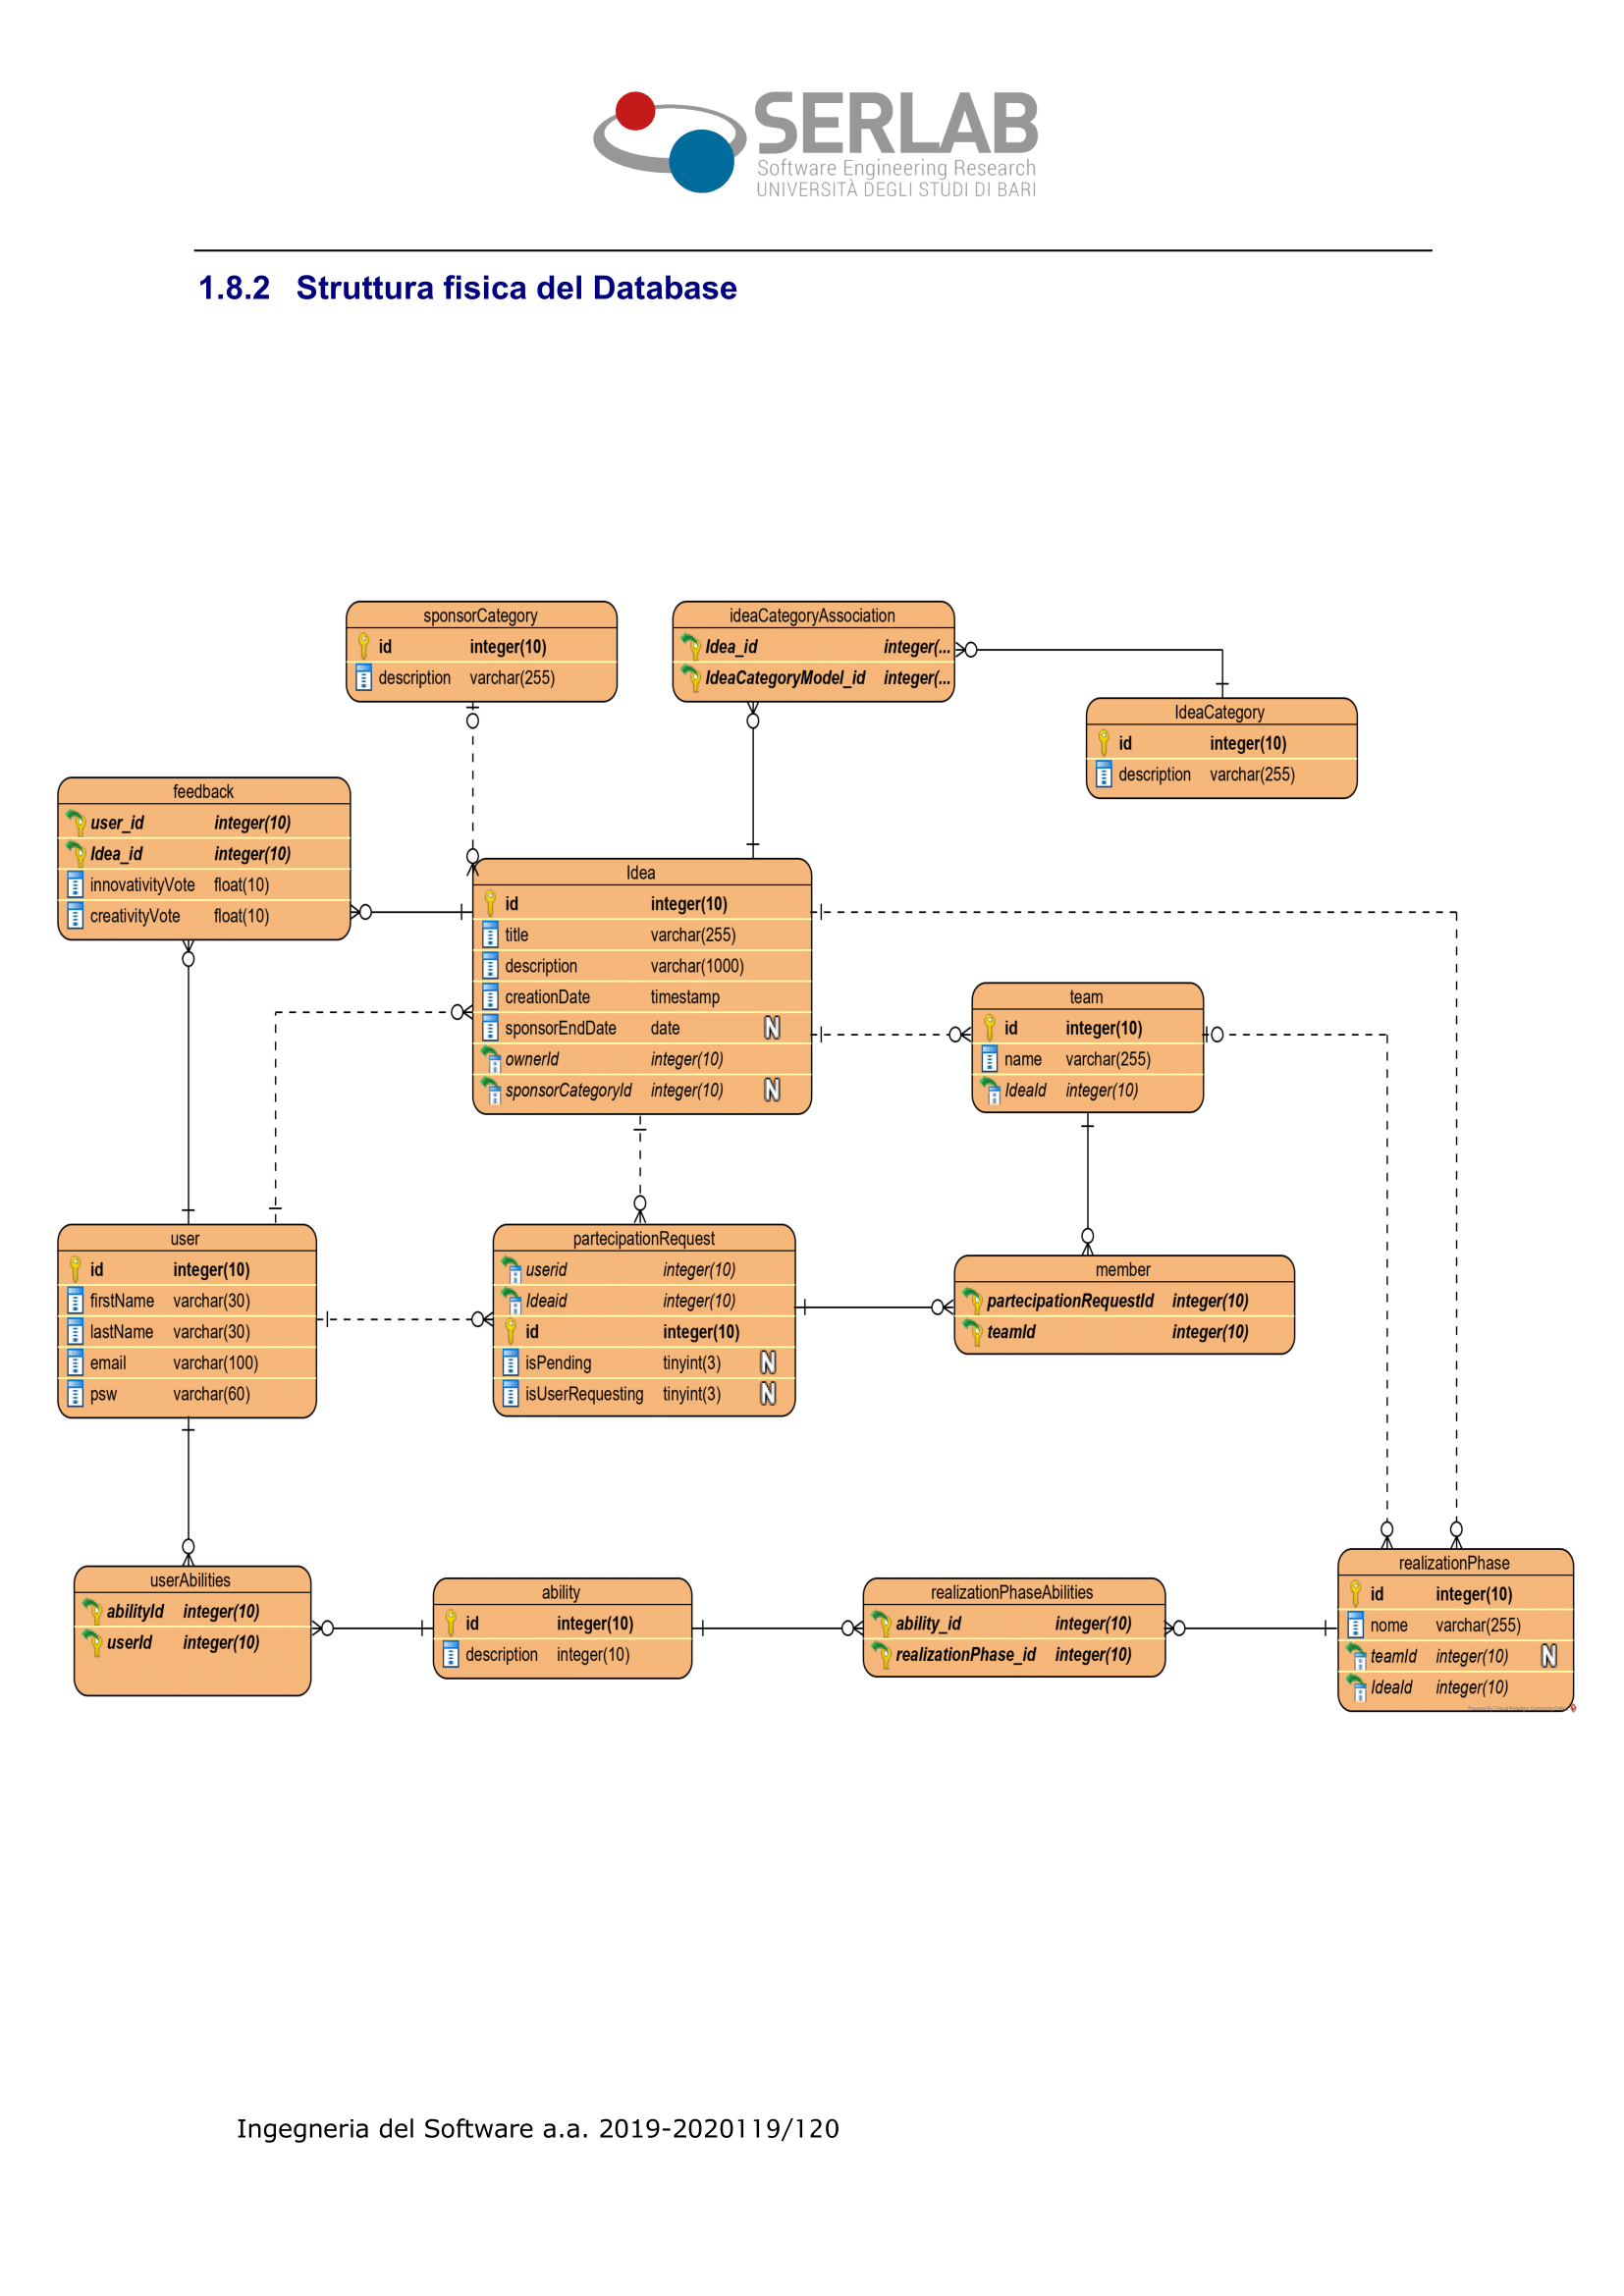 SERLAB
Software Engineering Research
UNIVERSITÀ DEGLI STUDI DI BARI
1.8.2 Struttura fisica del Database
sponsorCategory
id integer(10)
description varchar(255)
ideaCategoryAssociation
Idea_id integer(...
IdeaCategoryModel_id integer(...
IdeaCategory
id integer(10)
description varchar(255)
feedback
user_id integer(10)
Idea_id integer(10)
innovativityVote float(10)
creativityVote float(10)
Idea
id integer(10)
title varchar(255)
description varchar(1000)
creationDate timestamp
sponsorEndDate date N
ownerId integer(10)
sponsorCategoryId integer(10) N
team
id integer(10)
name varchar(255)
IdeaId integer(10)
user
id integer(10)
firstName varchar(30)
lastName varchar(30)
email varchar(100)
psw varchar(60)
partecipationRequest
userid integer(10)
Ideaid integer(10)
id integer(10)
isPending tinyint(3) N
isUserRequesting tinyint(3) N
member
partecipationRequestId integer(10)
teamId integer(10)
userAbilities
abilityId integer(10)
userId integer(10)
ability
id integer(10)
description integer(10)
realizationPhaseAbilities
ability_id integer(10)
realizationPhase_id integer(10)
realizationPhase
id integer(10)
nome varchar(255)
teamId integer(10) N
IdeaId integer(10)
Ingegneria del Software a.a. 2019-2020119/120